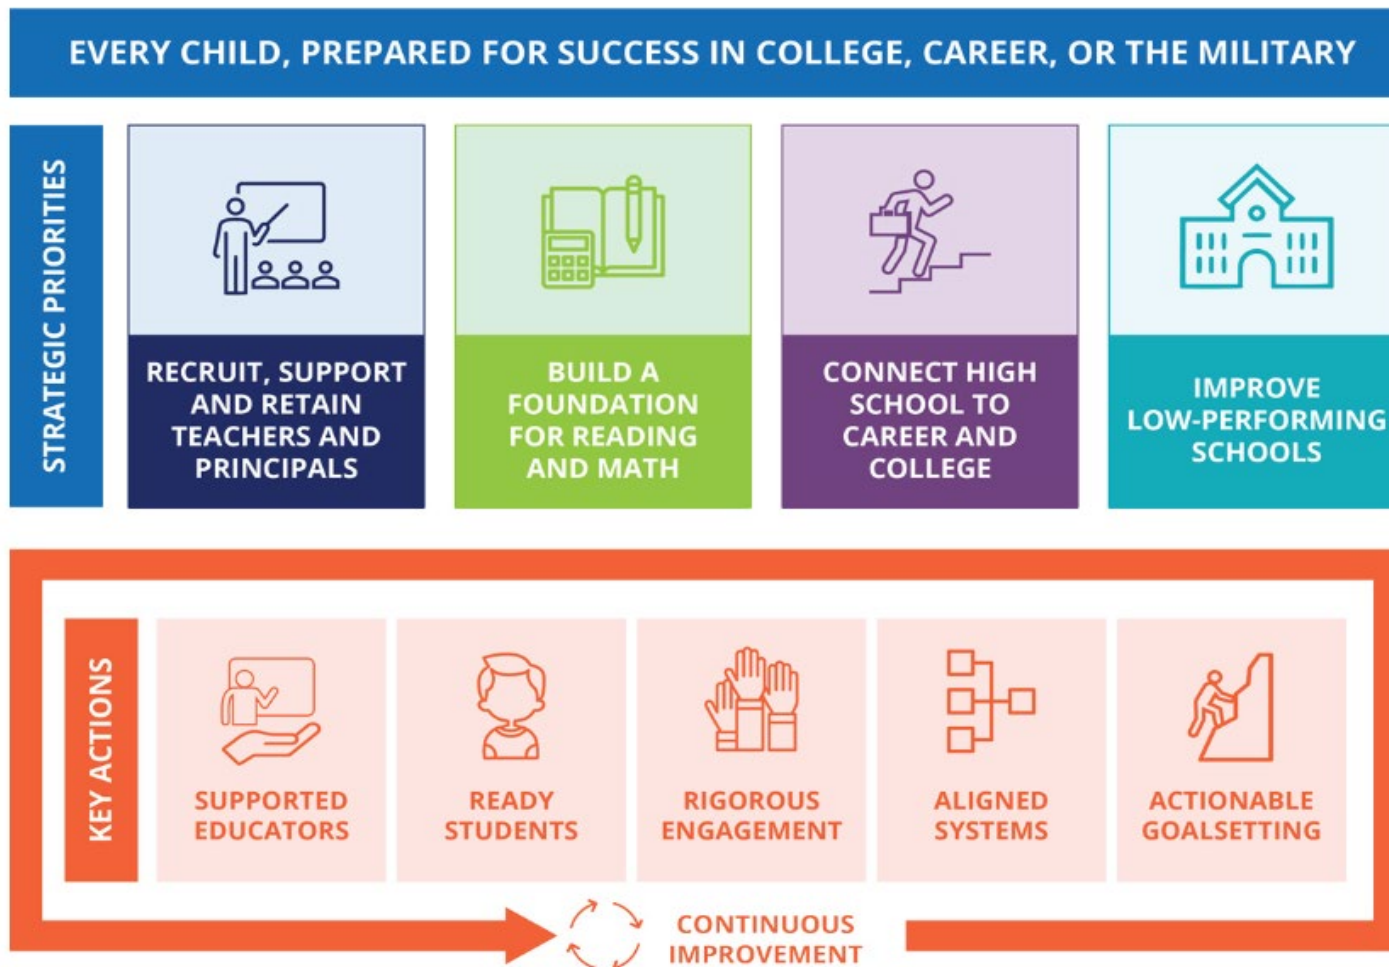 EVERY CHILD, PREPARED FOR SUCCESS IN COLLEGE, CAREER, OR THE MILITARY
STRATEGIC PRIORITIES
RECRUIT, SUPPORT
AND RETAIN
TEACHERS AND
PRINCIPALS
BUILD A
FOUNDATION
FOR READING
AND MATH
CONNECT HIGH
SCHOOL TO
CAREER AND
COLLEGE
IMPROVE
LOW-PERFORMING
SCHOOLS
KEY ACTIONS
SUPPORTED
EDUCATORS
READY
STUDENTS
RIGOROUS
ENGAGEMENT
ALIGNED
SYSTEMS
ACTIONABLE
GOALSETTING
CONTINUOUS
IMPROVEMENT